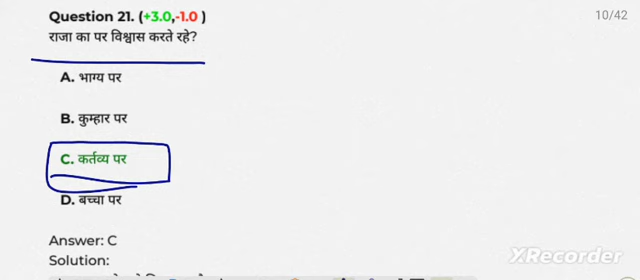 Question 21. (+3.0,-1.0 )
10/42
राजा का पर विश्वास करते रहे?
A. भाग्य पर
B. कुम्हार पर
C. कर्तव्य पर
D. बच्चा पर
Answer: C
Solution:
XRecorder